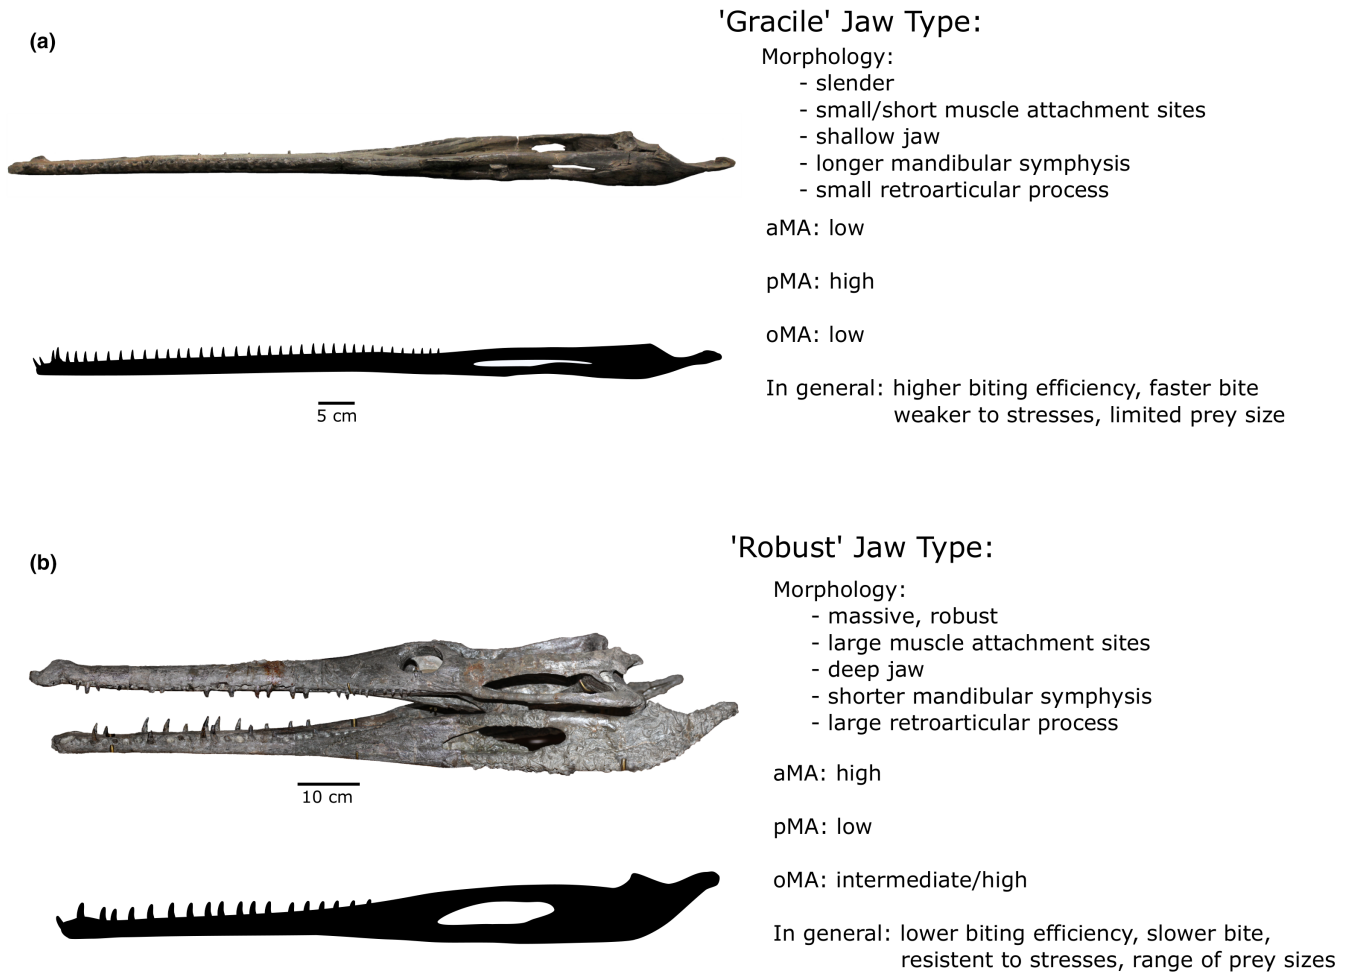 (a)
'Gracile' Jaw Type:
Morphology:
- slender
- small/short muscle attachment sites
- shallow jaw
- longer mandibular symphysis
- small retroarticular process
aMA: low
pMA: high
oMA: low
In general: higher biting efficiency, faster bite
weaker to stresses, limited prey size
5 cm
(b)
'Robust' Jaw Type:
Morphology:
- massive, robust
- large muscle attachment sites
- deep jaw
- shorter mandibular symphysis
- large retroarticular process
aMA: high
pMA: low
oMA: intermediate/high
In general: lower biting efficiency, slower bite,
resistent to stresses, range of prey sizes
10 cm